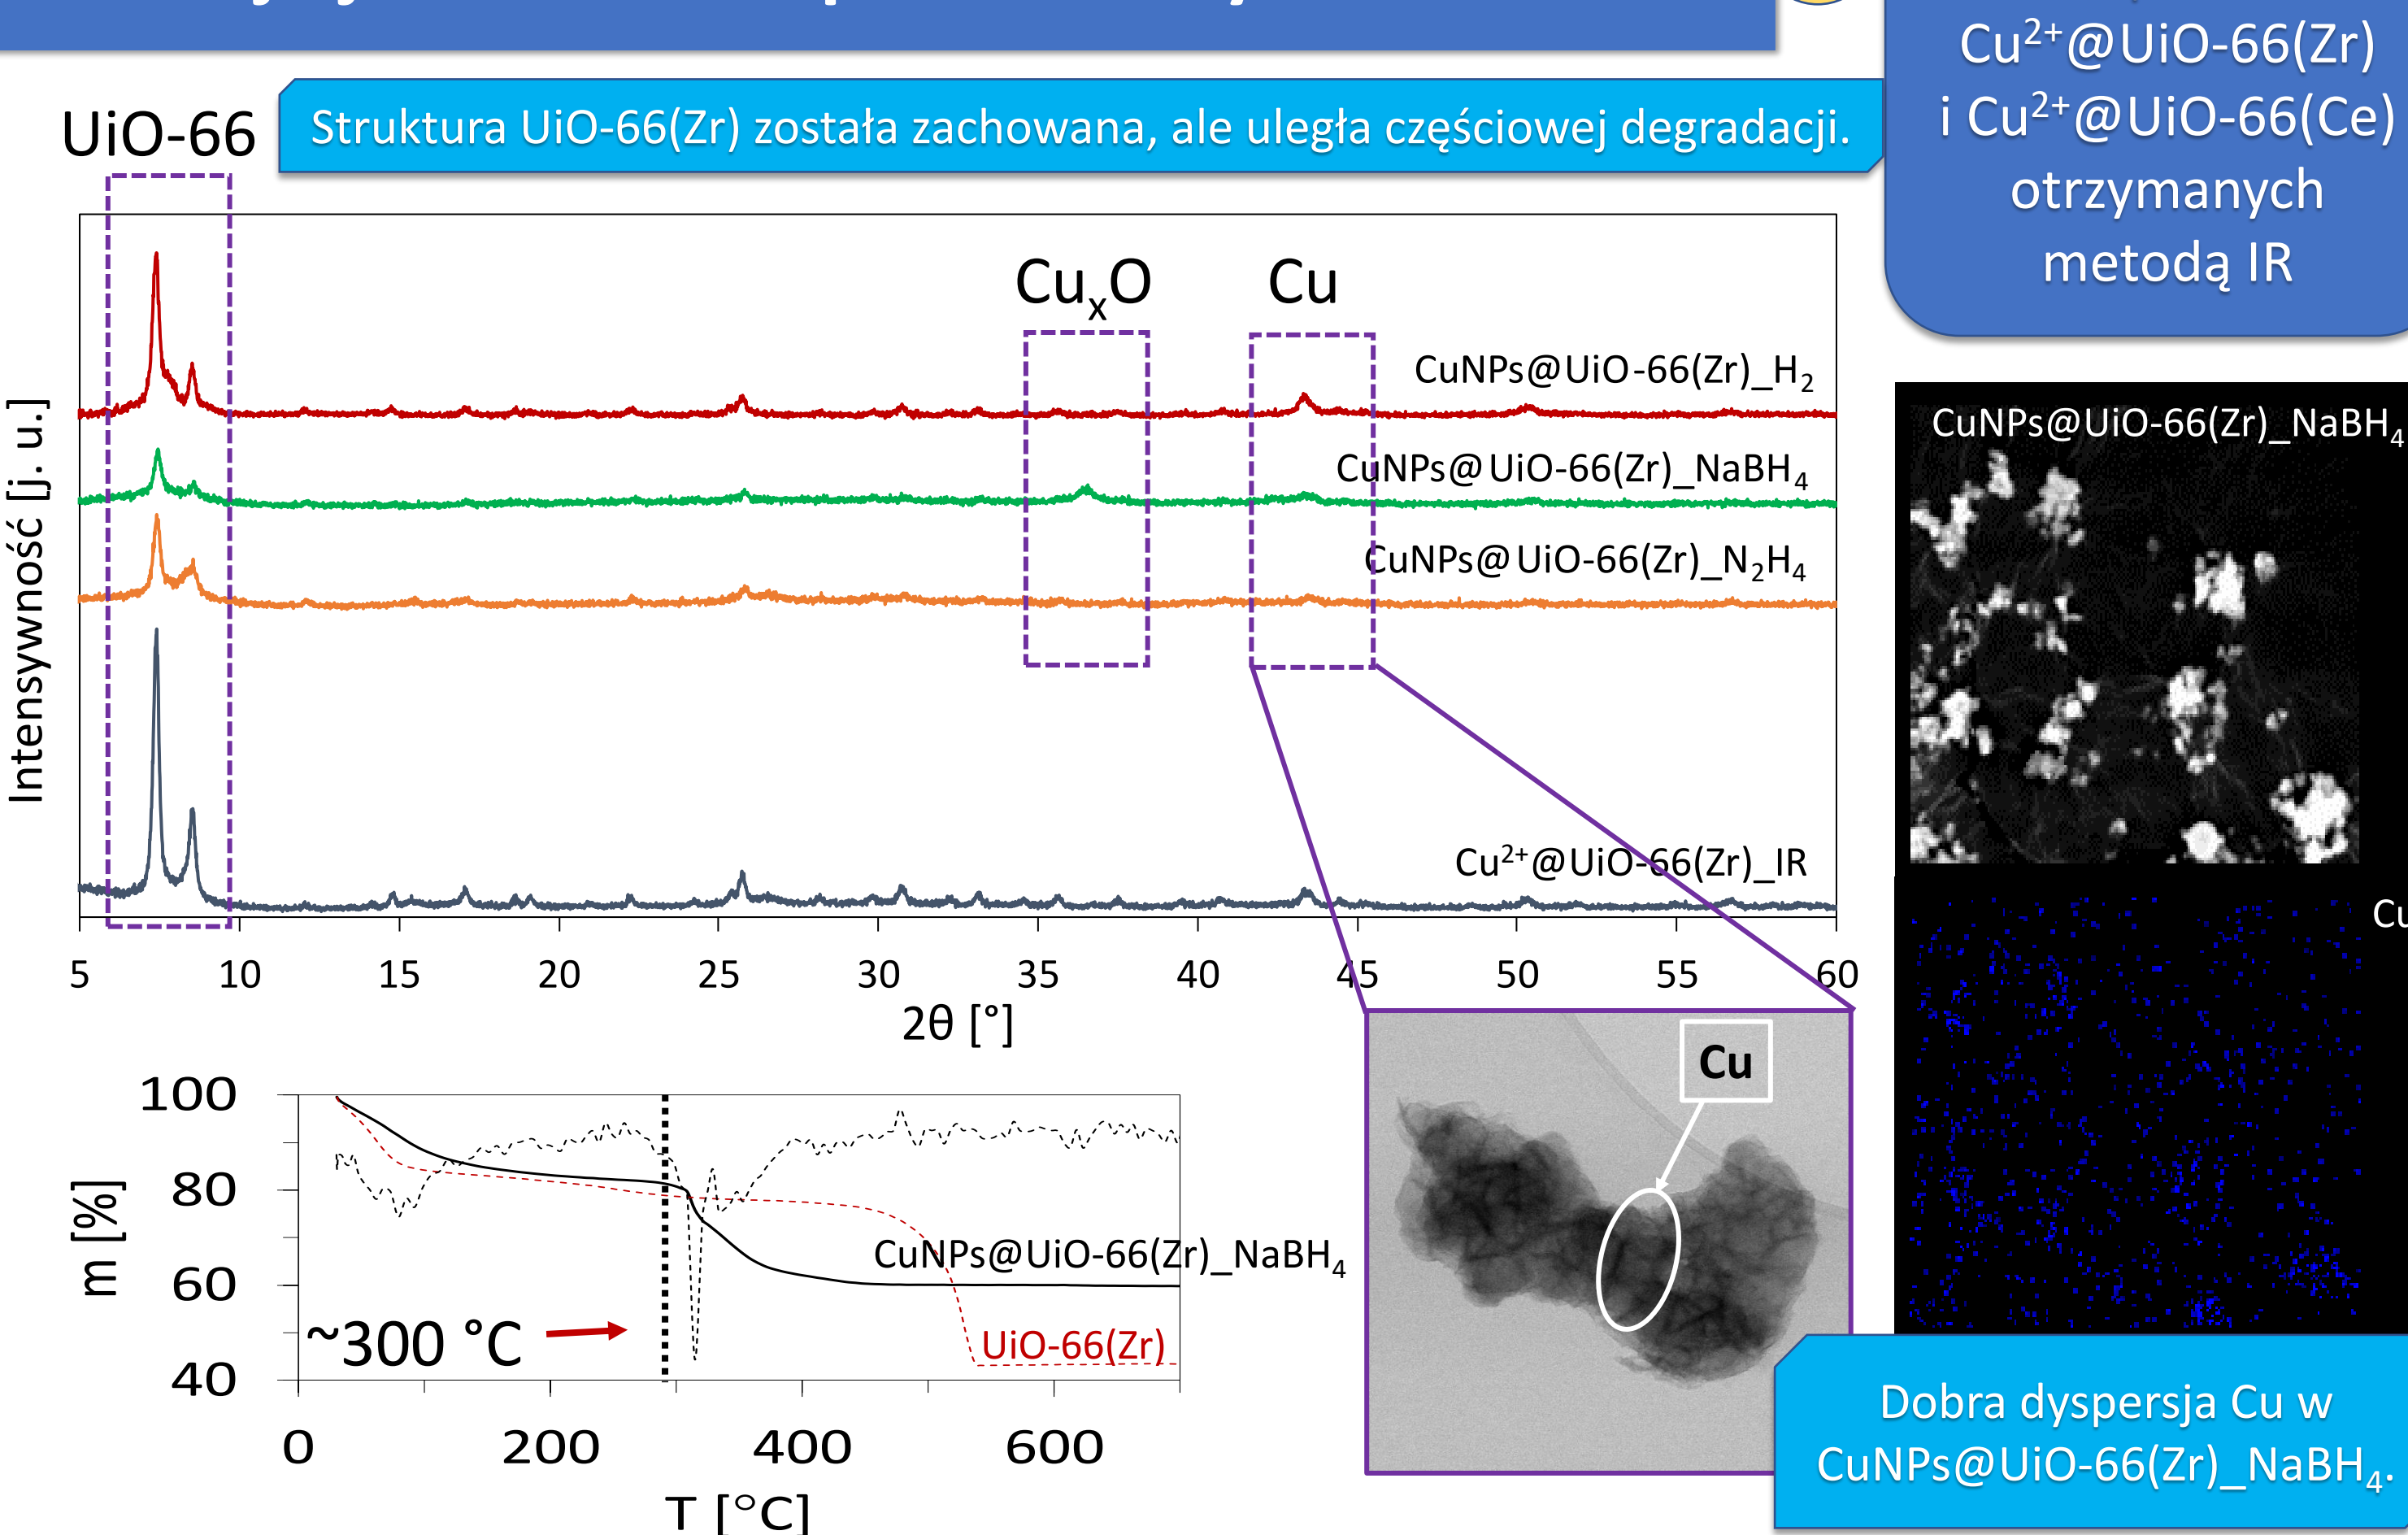 Cu²⁺@UiO-66(Zr)
i Cu²⁺@UiO-66(Ce)
otrzymanych
metodą IR
UiO-66
Struktura UiO-66(Zr) została zachowana, ale uległa częściowej degradacji.
CuₓO
Cu
CuNPs@UiO-66(Zr)_H₂
CuNPs@UiO-66(Zr)_NaBH₄
CuNPs@UiO-66(Zr)_N₂H₄
Cu²⁺@UiO-66(Zr)_IR
Intensywność [j. u.]
5 10 15 20 25 30 35 40 45 50 55 60
2θ [°]
CuNPs@UiO-66(Zr)_NaBH₄
Cu
100
80
60
40
m [%]
CuNPs@UiO-66(Zr)_NaBH₄
~300 °C
UiO-66(Zr)
0 200 400 600
T [°C]
Cu
Dobra dyspersja Cu w
CuNPs@UiO-66(Zr)_NaBH₄.